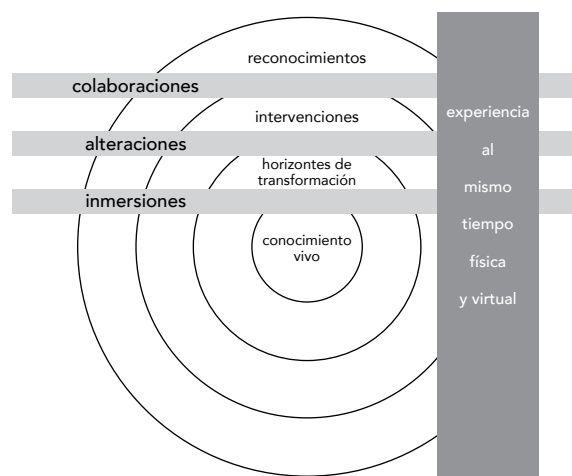 reconocimientos
colaboraciones
intervenciones
alteraciones
horizontes de
transformación
inmersiones
conocimiento
vivo
experiencia
al
mismo
tiempo
física
y virtual